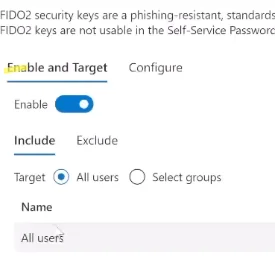 FIDO2 security keys are a phishing-resistant, standards
FIDO2 keys are not usable in the Self-Service Password
Enable and Target Configure
Enable
Include Exclude
Target All users Select groups
Name
All users